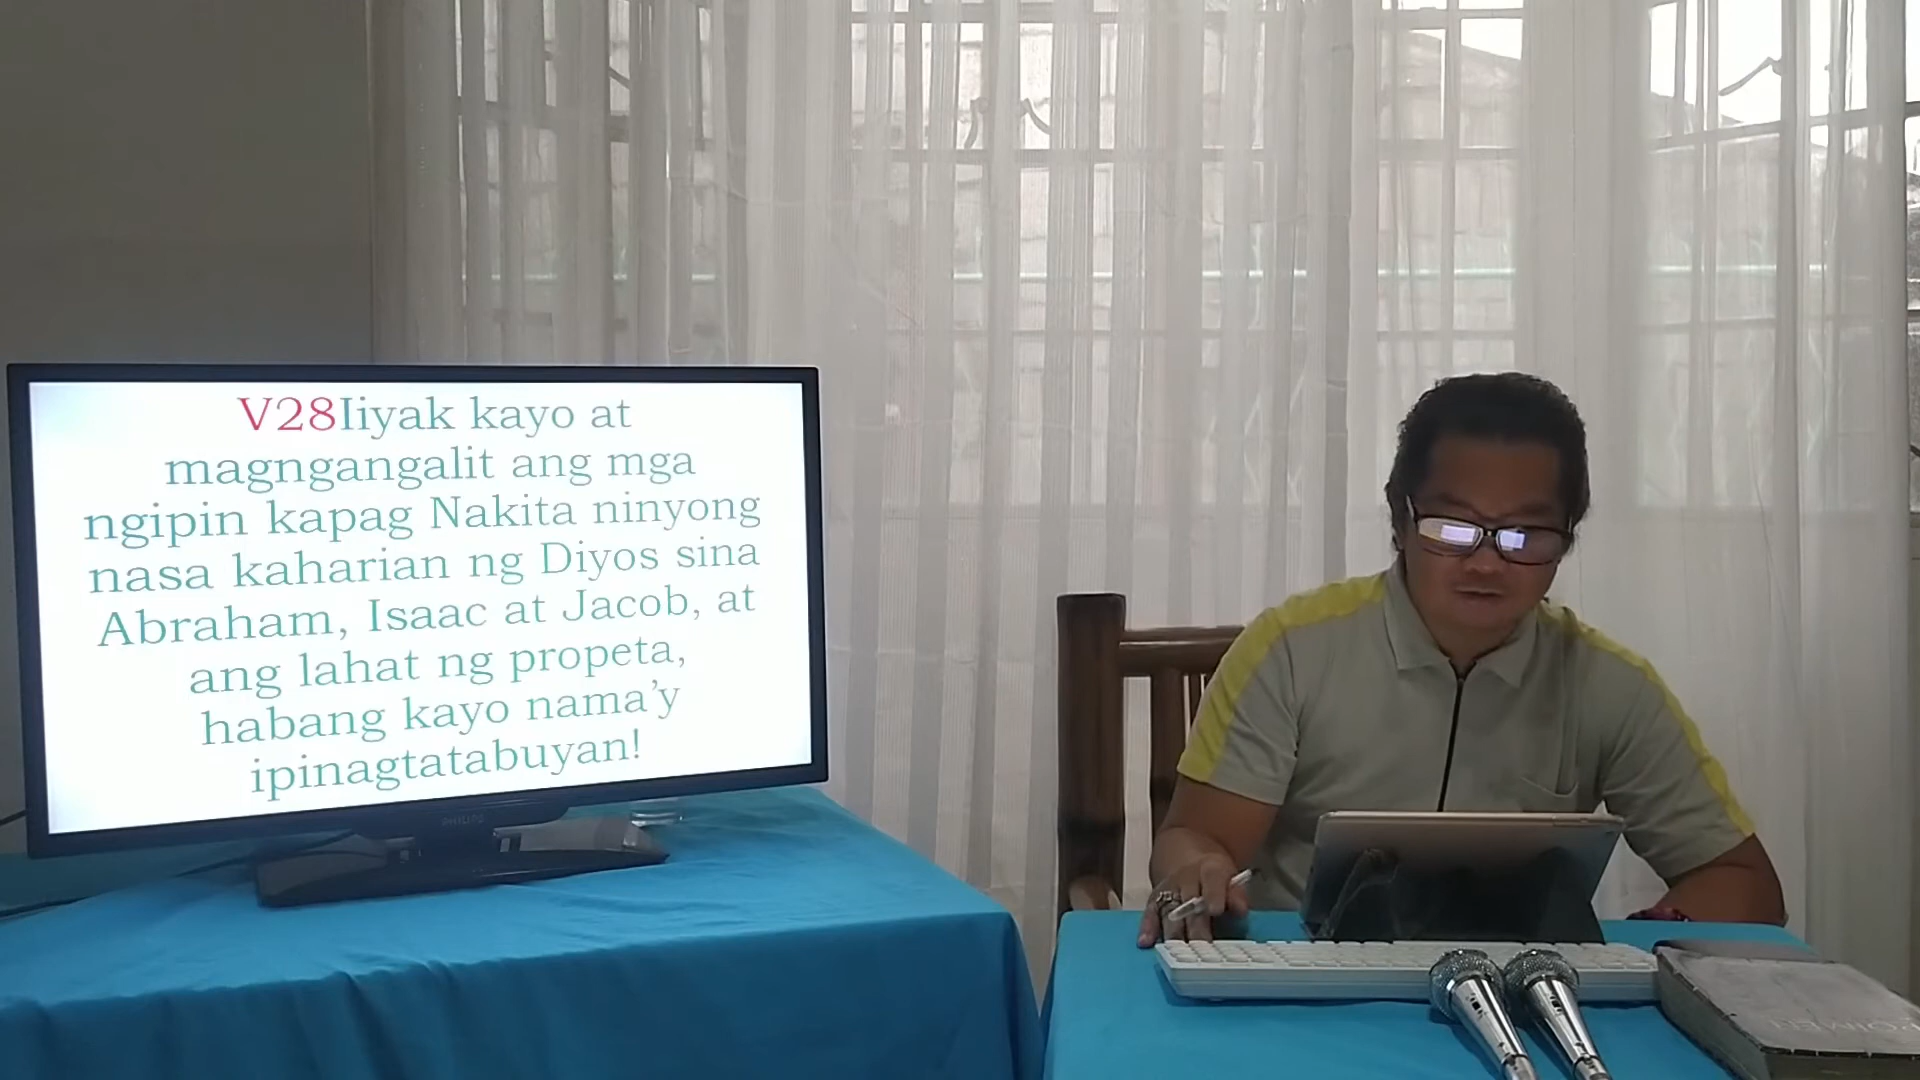 V28Iiyak kayo at
magngangalit ang mga
ngipin kapag Nakita ninyong
nasa kaharian ng Diyos sina
Abraham, Isaac at Jacob, at
ang lahat ng propeta,
habang kayo nama’y
ipinagtatabuyan!
PHILIPS